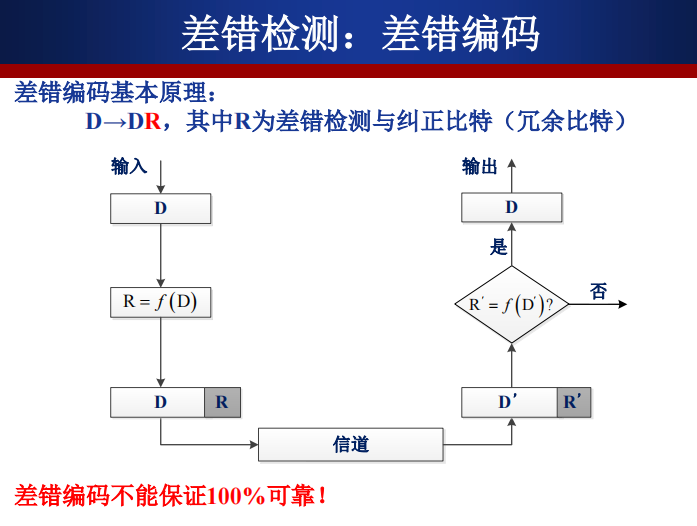 差错检测：差错编码
差错编码基本原理：
D→DR，其中R为差错检测与纠正比特（冗余比特）
输入
输出
D
D
是
R = f(D)
R′ = f(D′)?
否
D R
D′ R′
信道
差错编码不能保证100%可靠！